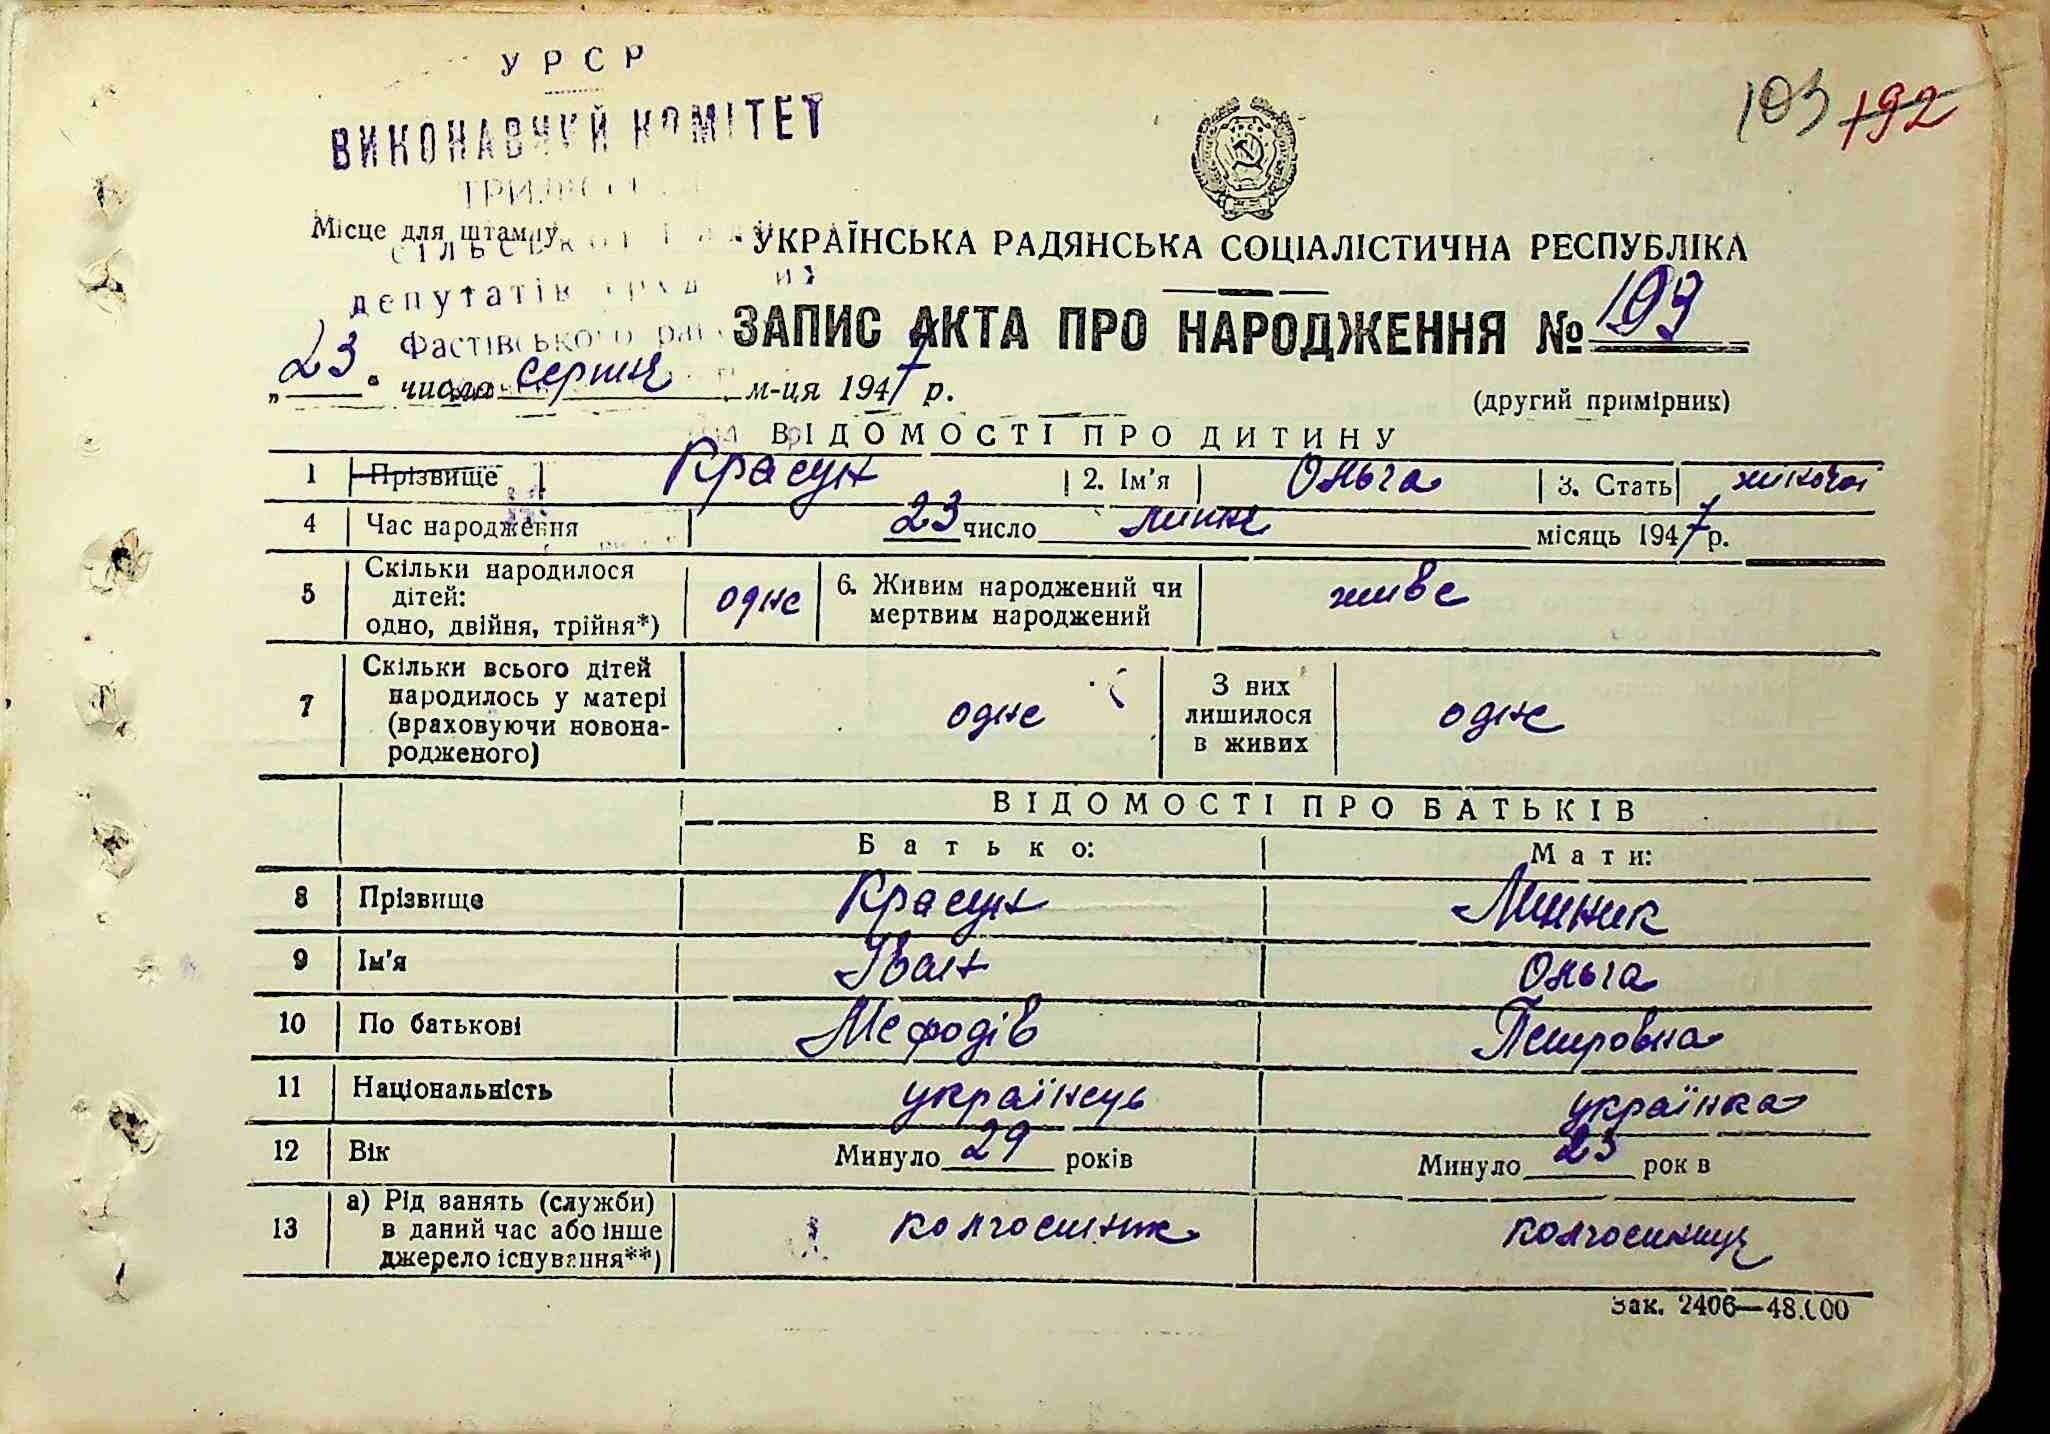 УРСР
103 192
ВИКОНАВЧИЙ КОМІТЕТ
Місце для штампу
УКРАЇНСЬКА РАДЯНСЬКА СОЦІАЛІСТИЧНА РЕСПУБЛІКА
депутатів
ЗАПИС АКТА ПРО НАРОДЖЕННЯ №
Фастівського
„23" число серпня м-ця 1947 р.
(другий примірник)
ВІДОМОСТІ ПРО ДИТИНУ
1 Прізвище Красун 2. Ім'я Ольга 3. Стать жіноча
4 Час народження 23 число липня місяць 1947 р.
5 Скільки народилося дітей: одно, двійня, трійня*) одне 6. Живим народжений чи мертвим народжений живе
7 Скільки всього дітей народилось у матері (враховуючи новонародженого) одне З них лишилося в живих одне
ВІДОМОСТІ ПРО БАТЬКІВ
Батько: Мати:
8 Прізвище Красун Линник
9 Ім'я Іван Ольга
10 По батькові Мефодів Петровна
11 Національність українець українка
12 Вік Минуло 29 років Минуло 23 рок в
13 а) Рід занять (служби) в даний час або інше джерело існування**) колгоспник колгоспниця
Зак. 2406—48.000